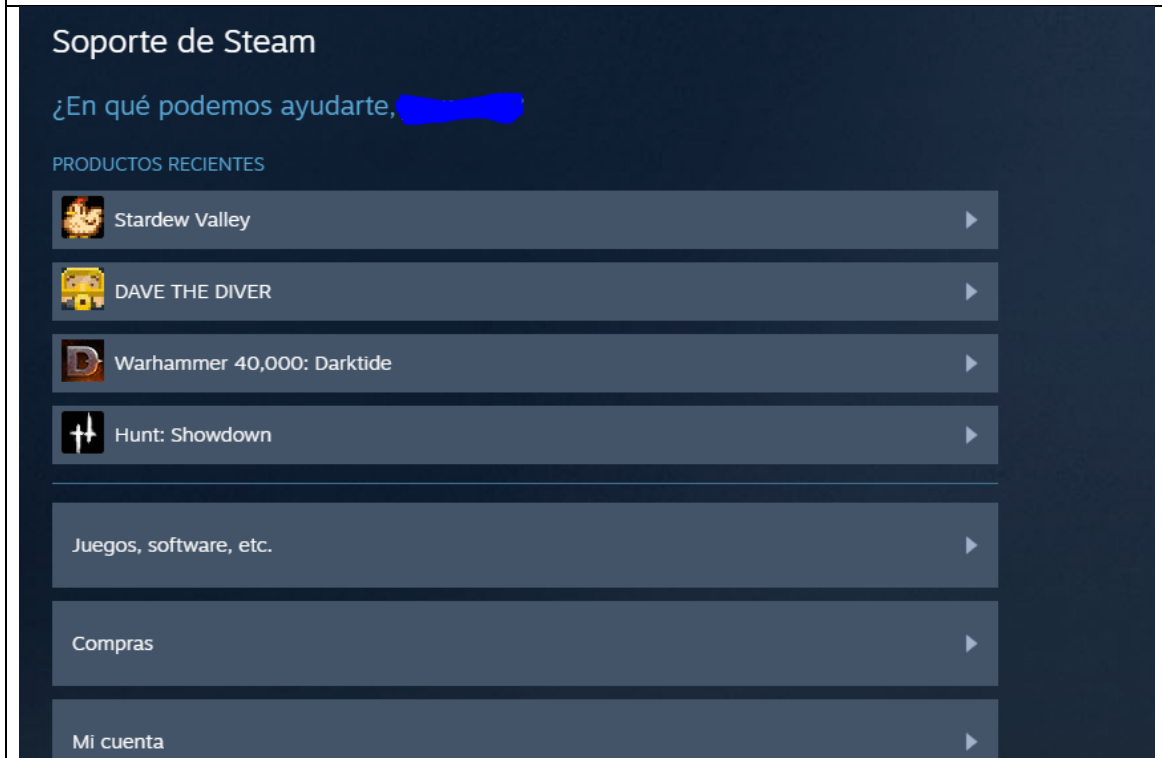 Soporte de Steam
¿En qué podemos ayudarte,
PRODUCTOS RECIENTES
Stardew Valley
DAVE THE DIVER
Warhammer 40,000: Darktide
Hunt: Showdown
Juegos, software, etc.
Compras
Mi cuenta